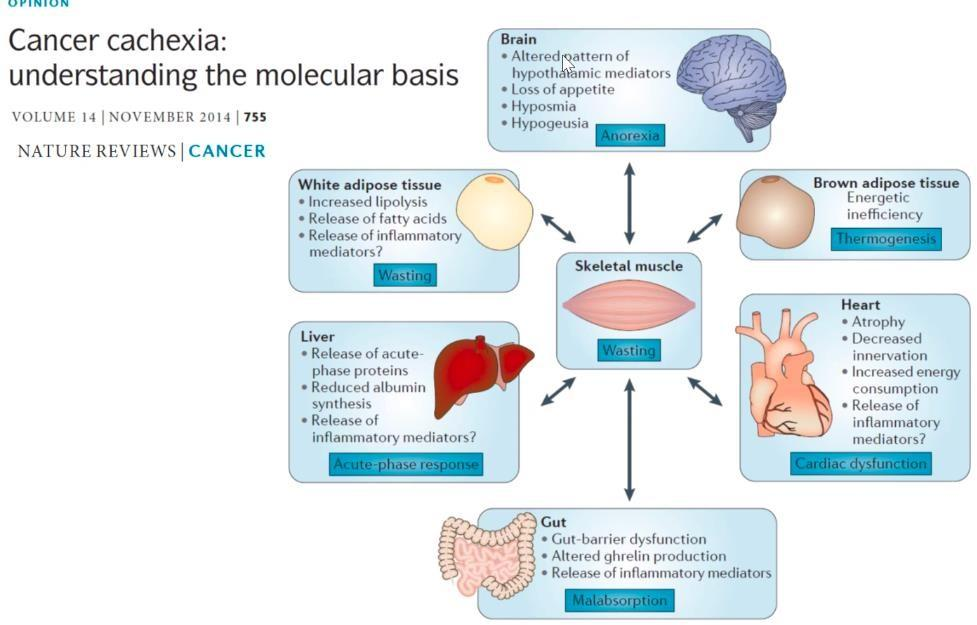 OPINION
Cancer cachexia:
understanding the molecular basis
VOLUME 14 | NOVEMBER 2014 | 755
NATURE REVIEWS | CANCER
Brain
• Altered pattern of
hypothalamic mediators
• Loss of appetite
• Hyposmia
• Hypogeusia
Anorexia
White adipose tissue
• Increased lipolysis
• Release of fatty acids
• Release of inflammatory
mediators?
Wasting
Brown adipose tissue
Energetic
inefficiency
Thermogenesis
Skeletal muscle
Wasting
Liver
• Release of acute-
phase proteins
• Reduced albumin
synthesis
• Release of
inflammatory mediators?
Acute-phase response
Heart
• Atrophy
• Decreased
innervation
• Increased energy
consumption
• Release of
inflammatory
mediators?
Cardiac dysfunction
Gut
• Gut-barrier dysfunction
• Altered ghrelin production
• Release of inflammatory mediators
Malabsorption